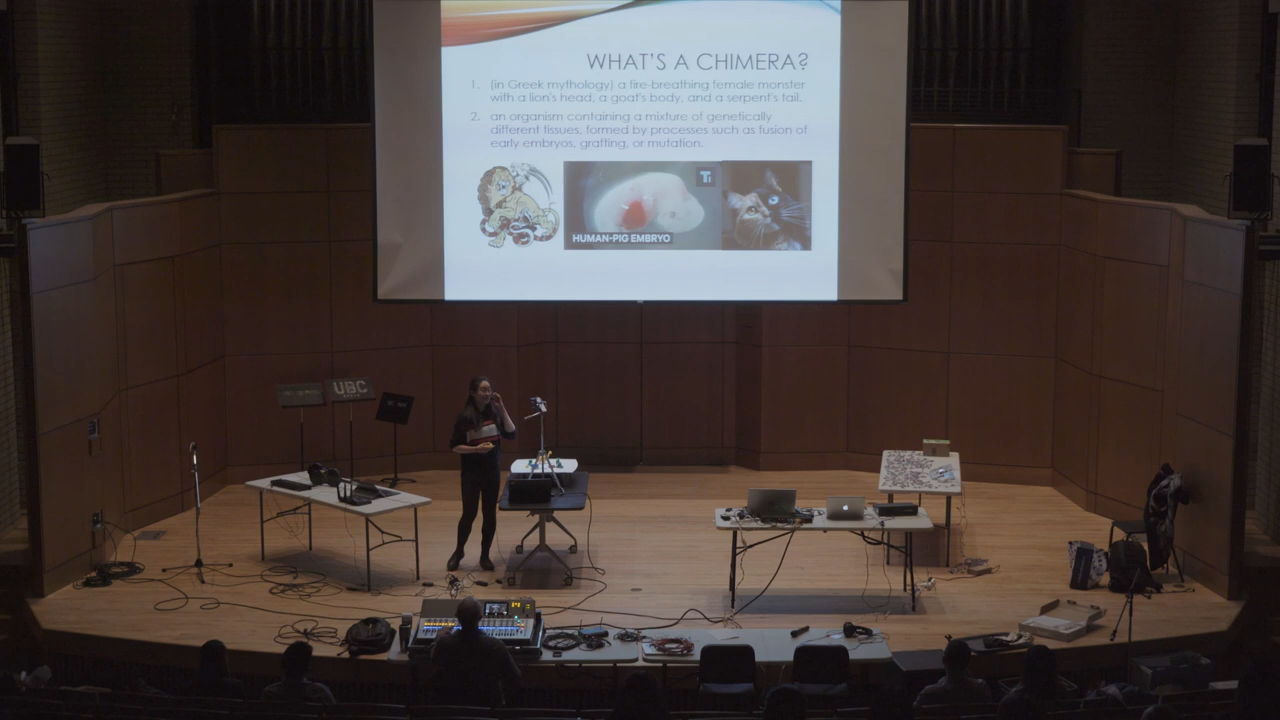 WHAT'S A CHIMERA?
1. (in Greek mythology) a fire-breathing female monster
with a lion's head, a goat's body, and a serpent's tail.
2. an organism containing a mixture of genetically
different tissues, formed by processes such as fusion of
early embryos, grafting, or mutation.
Ti
HUMAN-PIG EMBRYO
UBC